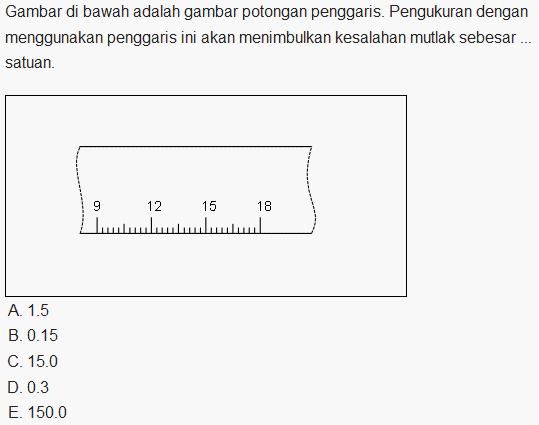 Gambar di bawah adalah gambar potongan penggaris. Pengukuran dengan
menggunakan penggaris ini akan menimbulkan kesalahan mutlak sebesar ...
satuan.
9 12 15 18
A. 1.5
B. 0.15
C. 15.0
D. 0.3
E. 150.0